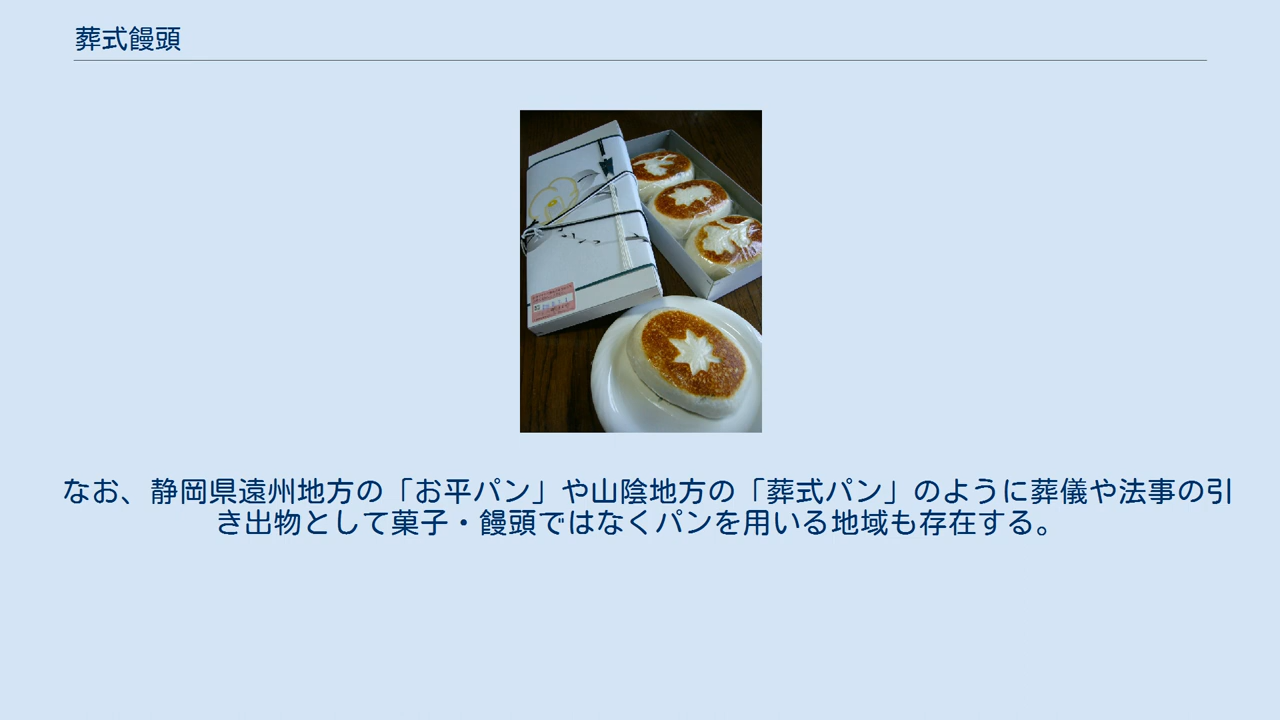 葬式饅頭
なお、静岡県遠州地方の「お平パン」や山陰地方の「葬式パン」のように葬儀や法事の引
き出物として菓子・饅頭ではなくパンを用いる地域も存在する。